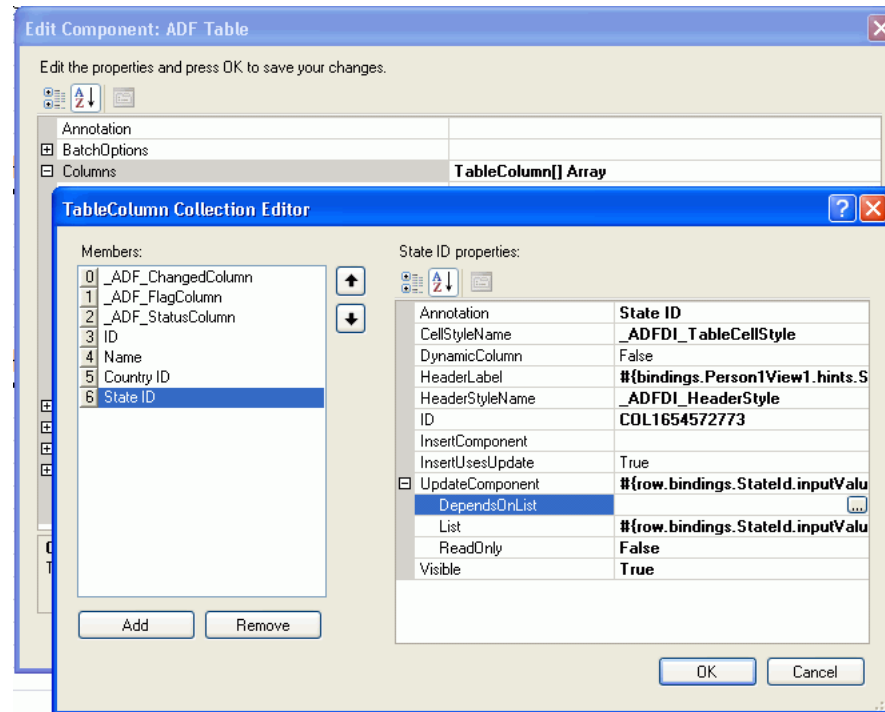 Edit Component: ADF Table
Edit the properties and press OK to save your changes.
Annotation
BatchOptions
Columns TableColumn[] Array
TableColumn Collection Editor
Members:
0 _ADF_ChangedColumn
1 _ADF_FlagColumn
2 _ADF_StatusColumn
3 ID
4 Name
5 Country ID
6 State ID
Add Remove
State ID properties:
Annotation State ID
CellStyleName _ADFDI_TableCellStyle
DynamicColumn False
HeaderLabel #{bindings.Person1View1.hints.S
HeaderStyleName _ADFDI_HeaderStyle
ID COL1654572773
InsertComponent
InsertUsesUpdate True
UpdateComponent #{row.bindings.StateId.inputValu
DependsOnList ...
List #{row.bindings.StateId.inputValu
ReadOnly False
Visible True
OK Cancel